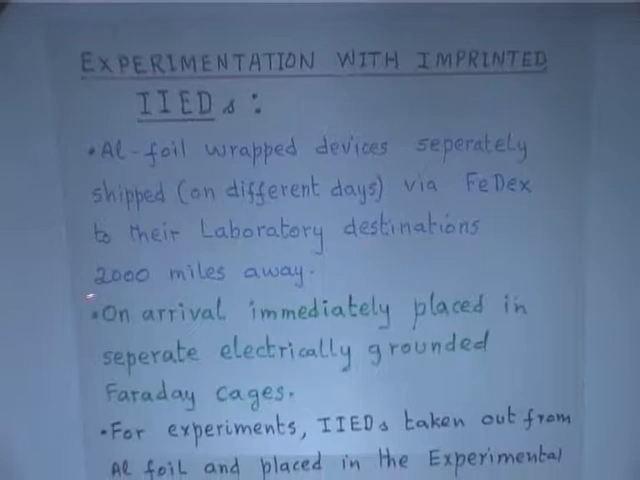 EXPERIMENTATION WITH IMPRINTED
IIEDs:
•Al-foil wrapped devices seperately
shipped (on different days) via FeDex
to their Laboratory destinations
2000 miles away.
•On arrival immediately placed in
seperate electrically grounded
Faraday cages.
•For experiments, IIEDs taken out from
Al foil and placed in the Experimental